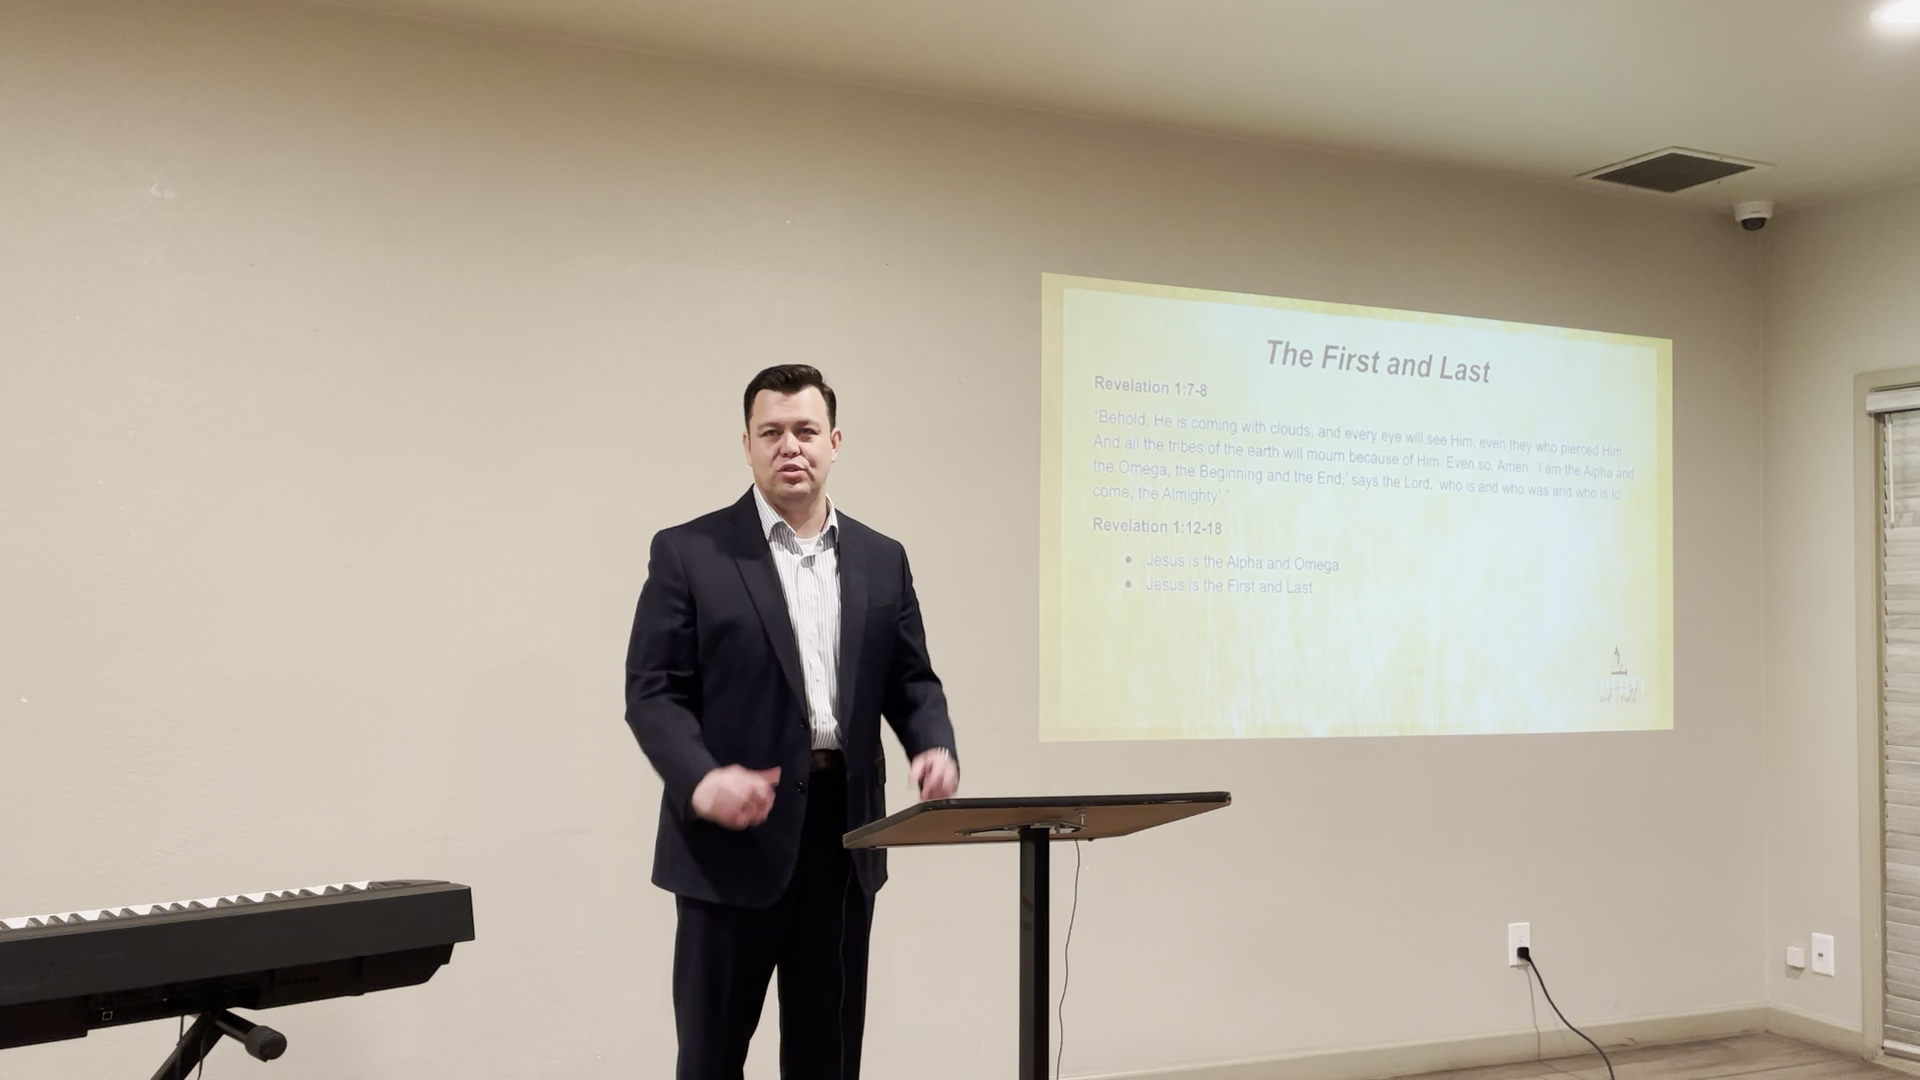 The First and Last
Revelation 1:7-8
"Behold, He is coming with clouds, and every eye will see Him, even they who pierced Him.
And all the tribes of the earth will mourn because of Him. Even so, Amen. 'I am the Alpha and
the Omega, the Beginning and the End,' says the Lord, 'who is and who was and who is to
come, the Almighty'."
Revelation 1:12-18
● Jesus is the Alpha and Omega.
● Jesus is the First and Last